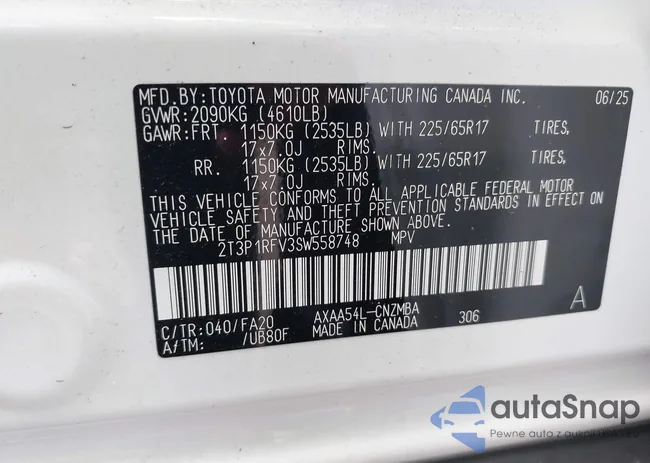 MFD.BY:TOYOTA MOTOR MANUFACTURING CANADA INC. 06/25
GVWR:2090KG (4610LB)
GAWR:FRT. 1150KG (2535LB) WITH 225/65R17 TIRES,
17x7.0J RIMS.
RR. 1150KG (2535LB) WITH 225/65R17 TIRES,
17x7.0J RIMS.
THIS VEHICLE CONFORMS TO ALL APPLICABLE FEDERAL MOTOR
VEHICLE SAFETY AND THEFT PREVENTION STANDARDS IN EFFECT ON
THE DATE OF MANUFACTURE SHOWN ABOVE.
2T3P1RFV3SW558748 MPV
C/TR:040/FA20 AXAA54L-CNZMBA 306 A
A/TM: /UB80F MADE IN CANADA
autaSnap
Pewne auta z aukcji